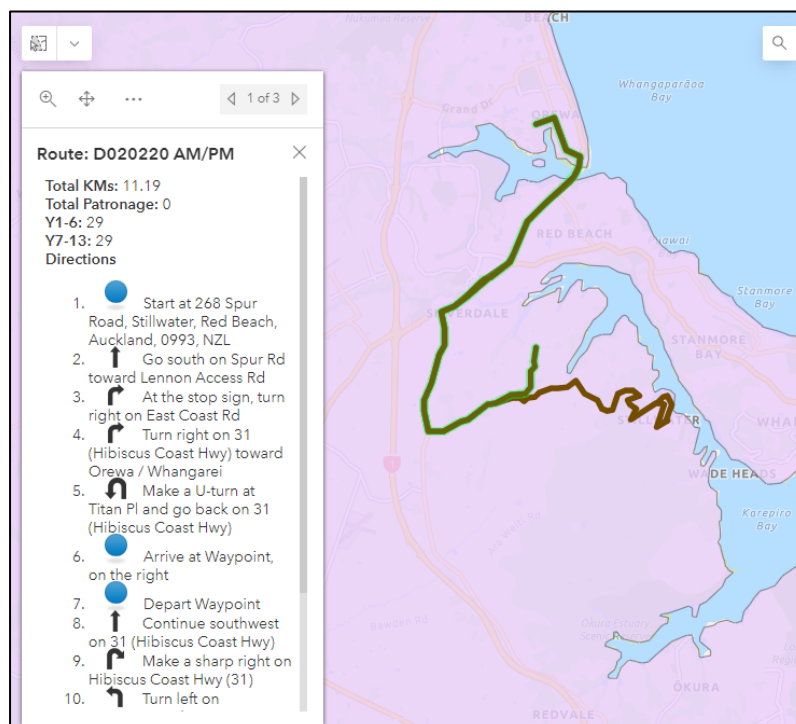 Nukumea Reserve
BEACH
Whangaparāoa
Bay
1 of 3
Grand Dr
OREWA
Route: D020220 AM/PM
Total KMs: 11.19
Total Patronage: 0
Y1-6: 29
Y7-13: 29
Directions
1. Start at 268 Spur
Road, Stillwater, Red Beach,
Auckland, 0993, NZL
2. Go south on Spur Rd
toward Lennon Access Rd
3. At the stop sign, turn
right on East Coast Rd
4. Turn right on 31
(Hibiscus Coast Hwy) toward
Orewa / Whangarei
5. Make a U-turn at
Titan Pl and go back on 31
(Hibiscus Coast Hwy)
6. Arrive at Waypoint,
on the right
7. Depart Waypoint
8. Continue southwest
on 31 (Hibiscus Coast Hwy)
9. Make a sharp right on
Hibiscus Coast Hwy (31)
10. Turn left on
RED BEACH
Stanmore
Bay
SILVERDALE
STANMORE
BAY
STILLWATER
WADE HEADS
Karepiro
Bay
Okura Estuary
Scenic Reserve
ŌKURA
REDVALE